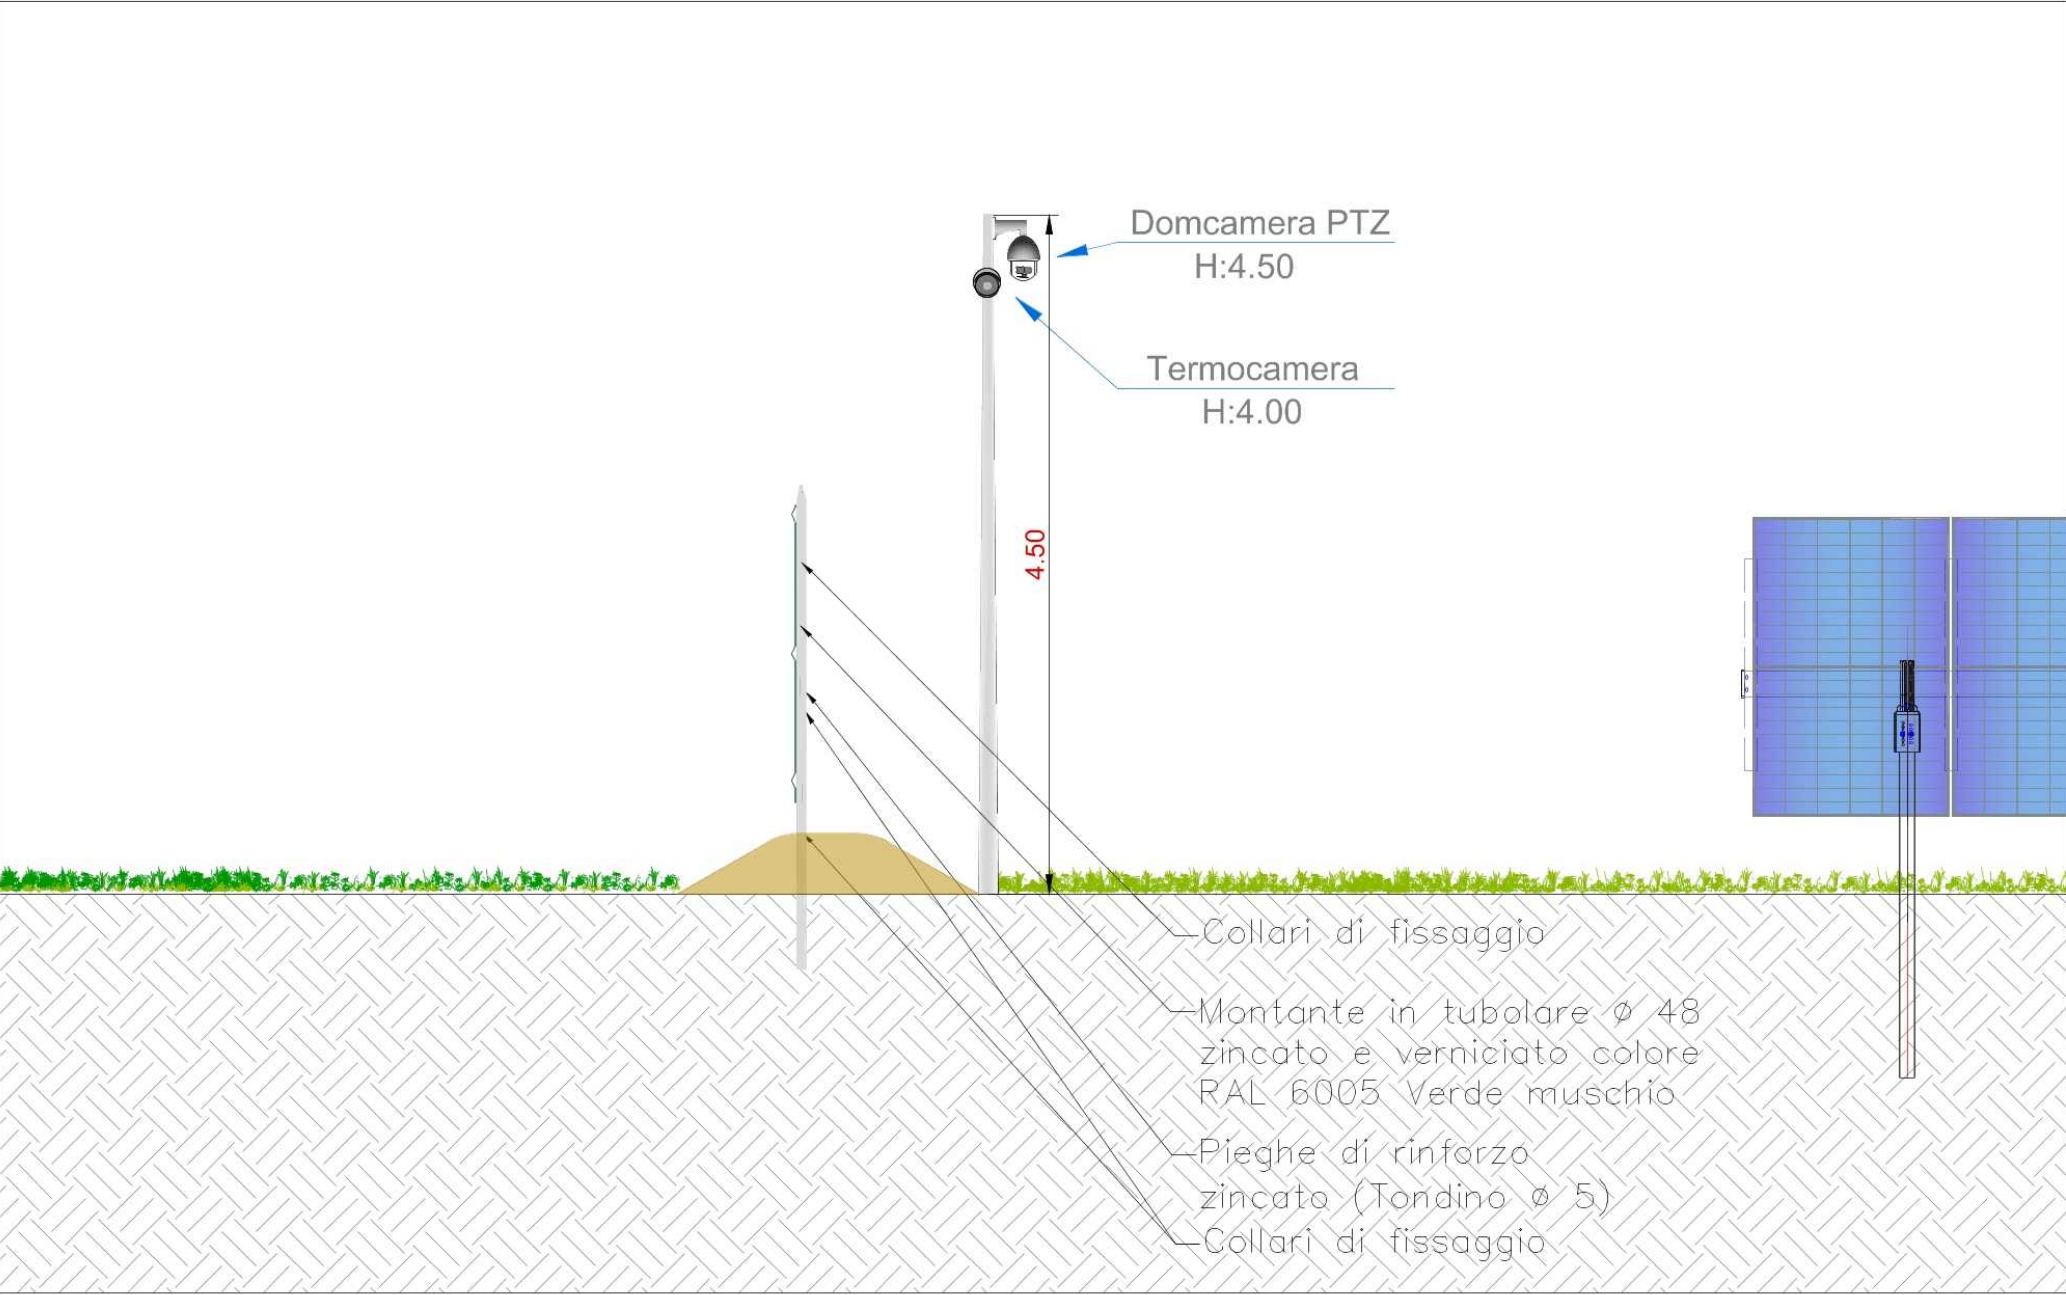 Domcamera PTZ
H:4.50
Termocamera
H:4.00
4.50
Collari di fissaggio
Montante in tubolare ø 48
zincato e verniciato colore
RAL 6005 Verde muschio
Pieghe di rinforzo
zincato (Tondino ø 5)
Collari di fissaggio